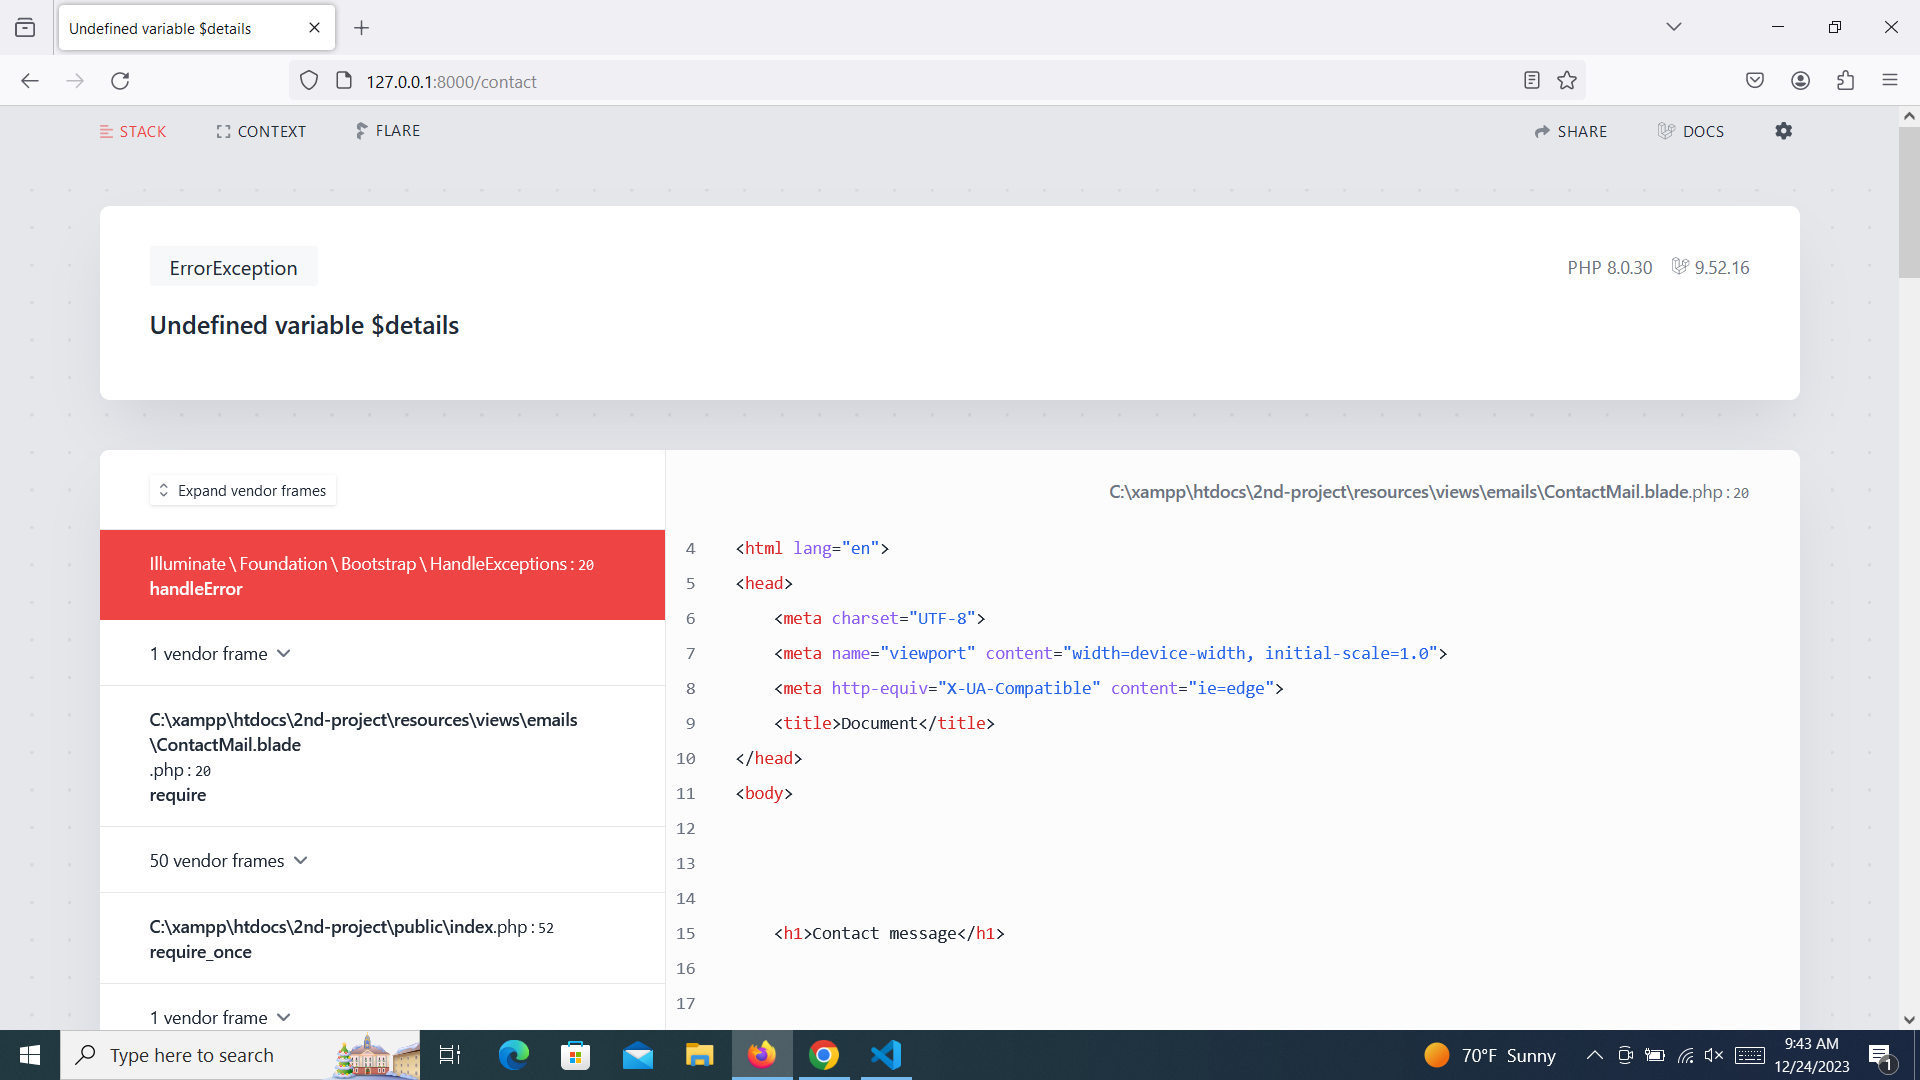 Undefined variable $details
127.0.0.1:8000/contact
STACK CONTEXT FLARE SHARE DOCS
ErrorException
PHP 8.0.30 9.52.16
Undefined variable $details
Expand vendor frames
Illuminate\Foundation\Bootstrap\HandleExceptions:20
handleError
1 vendor frame
C:\xampp\htdocs\2nd-project\resources\views\emails
\ContactMail.blade
.php:20
require
50 vendor frames
C:\xampp\htdocs\2nd-project\public\index.php:52
require_once
1 vendor frame
C:\xampp\htdocs\2nd-project\resources\views\emails\ContactMail.blade.php:20
4 <html lang="en">
5 <head>
6     <meta charset="UTF-8">
7     <meta name="viewport" content="width=device-width, initial-scale=1.0">
8     <meta http-equiv="X-UA-Compatible" content="ie=edge">
9     <title>Document</title>
10 </head>
11 <body>
12
13
14
15     <h1>Contact message</h1>
16
17
Type here to search
70°F Sunny
9:43 AM
12/24/2023
1